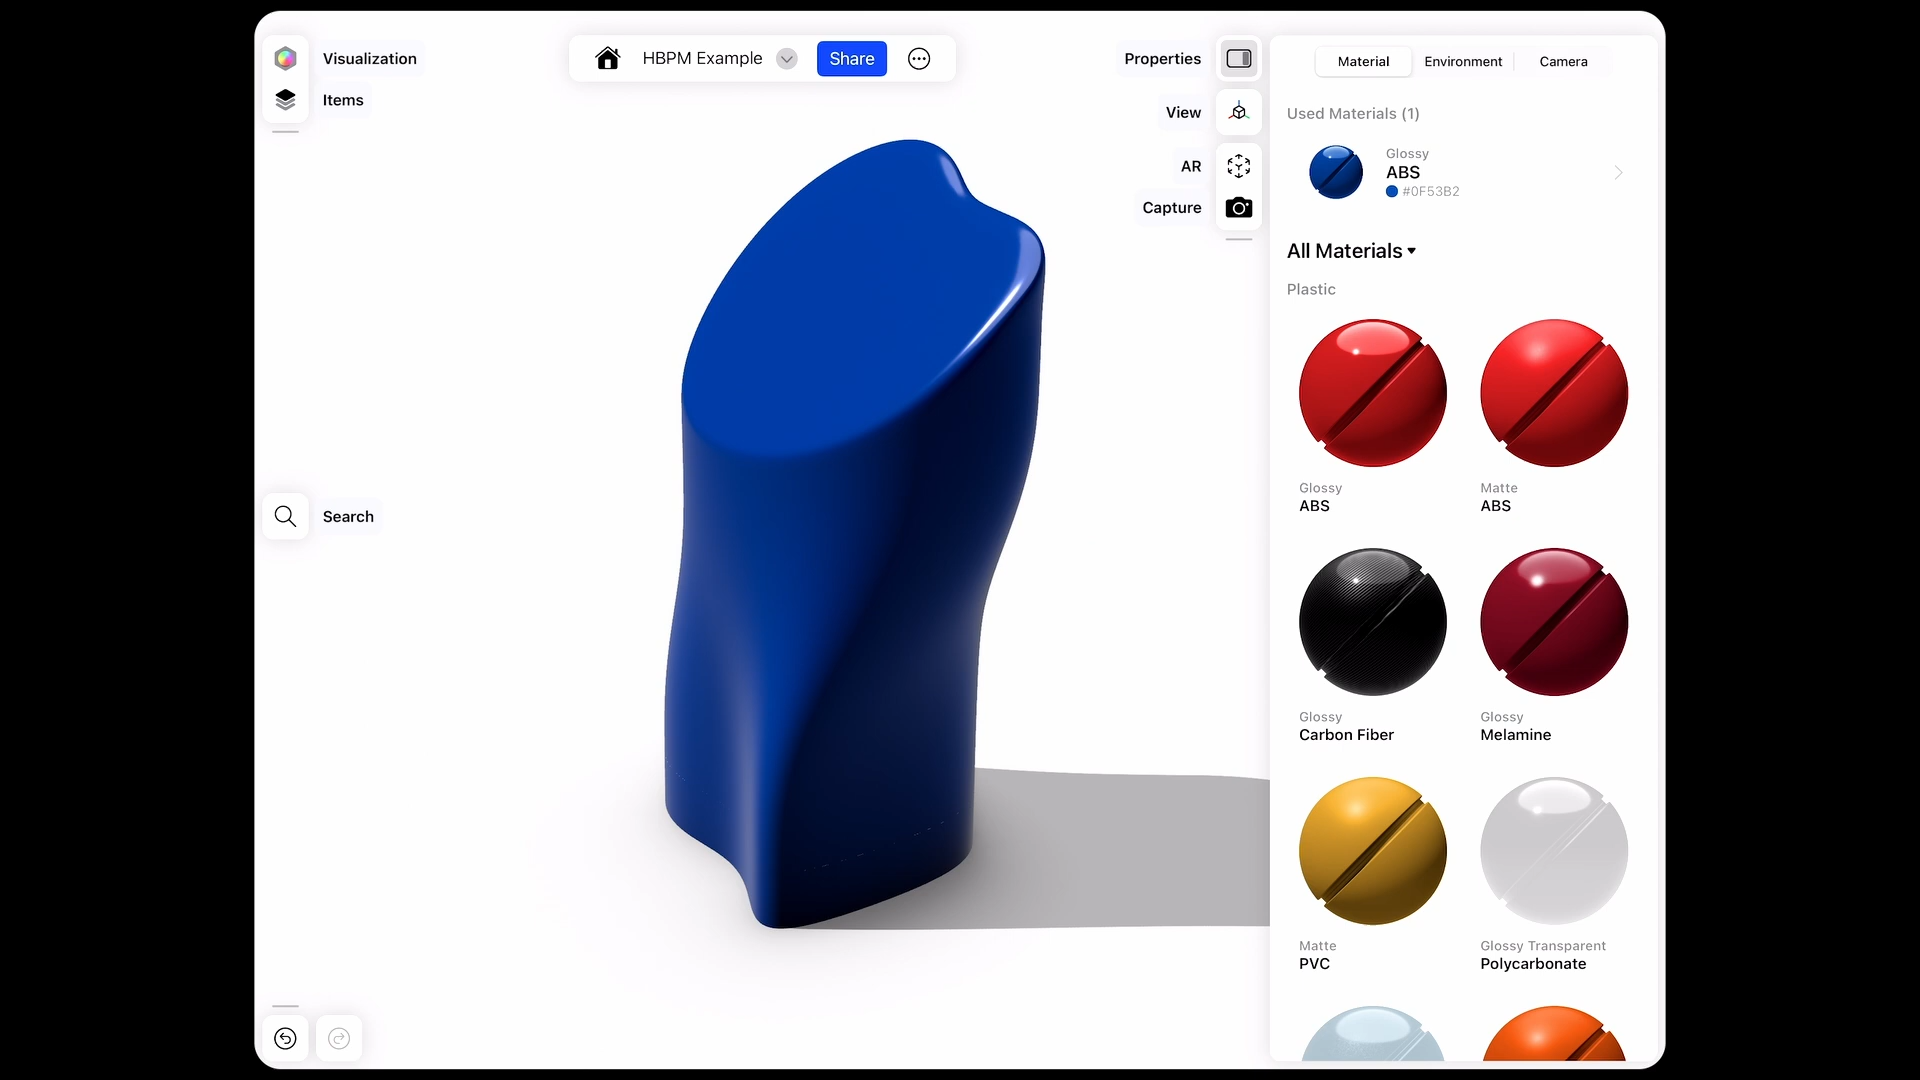 Visualization
Items
HBPM Example
Share
Properties
View
AR
Capture
Search
Material
Environment
Camera
Used Materials (1)
Glossy
ABS
#0F53B2
All Materials
Plastic
Glossy
ABS
Matte
ABS
Glossy
Carbon Fiber
Glossy
Melamine
Matte
PVC
Glossy Transparent
Polycarbonate